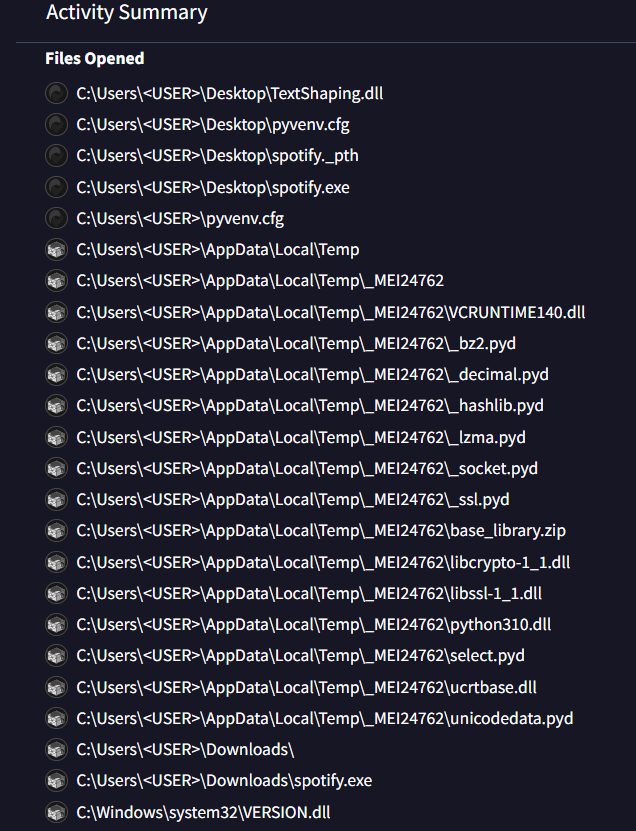 Activity Summary
Files Opened
C:\Users\<USER>\Desktop\TextShaping.dll
C:\Users\<USER>\Desktop\pyvenv.cfg
C:\Users\<USER>\Desktop\spotify._pth
C:\Users\<USER>\Desktop\spotify.exe
C:\Users\<USER>\pyvenv.cfg
C:\Users\<USER>\AppData\Local\Temp
C:\Users\<USER>\AppData\Local\Temp\_MEI24762
C:\Users\<USER>\AppData\Local\Temp\_MEI24762\VCRUNTIME140.dll
C:\Users\<USER>\AppData\Local\Temp\_MEI24762\_bz2.pyd
C:\Users\<USER>\AppData\Local\Temp\_MEI24762\_decimal.pyd
C:\Users\<USER>\AppData\Local\Temp\_MEI24762\_hashlib.pyd
C:\Users\<USER>\AppData\Local\Temp\_MEI24762\_lzma.pyd
C:\Users\<USER>\AppData\Local\Temp\_MEI24762\_socket.pyd
C:\Users\<USER>\AppData\Local\Temp\_MEI24762\_ssl.pyd
C:\Users\<USER>\AppData\Local\Temp\_MEI24762\base_library.zip
C:\Users\<USER>\AppData\Local\Temp\_MEI24762\libcrypto-1_1.dll
C:\Users\<USER>\AppData\Local\Temp\_MEI24762\libssl-1_1.dll
C:\Users\<USER>\AppData\Local\Temp\_MEI24762\python310.dll
C:\Users\<USER>\AppData\Local\Temp\_MEI24762\select.pyd
C:\Users\<USER>\AppData\Local\Temp\_MEI24762\ucrtbase.dll
C:\Users\<USER>\AppData\Local\Temp\_MEI24762\unicodedata.pyd
C:\Users\<USER>\Downloads\
C:\Users\<USER>\Downloads\spotify.exe
C:\Windows\system32\VERSION.dll